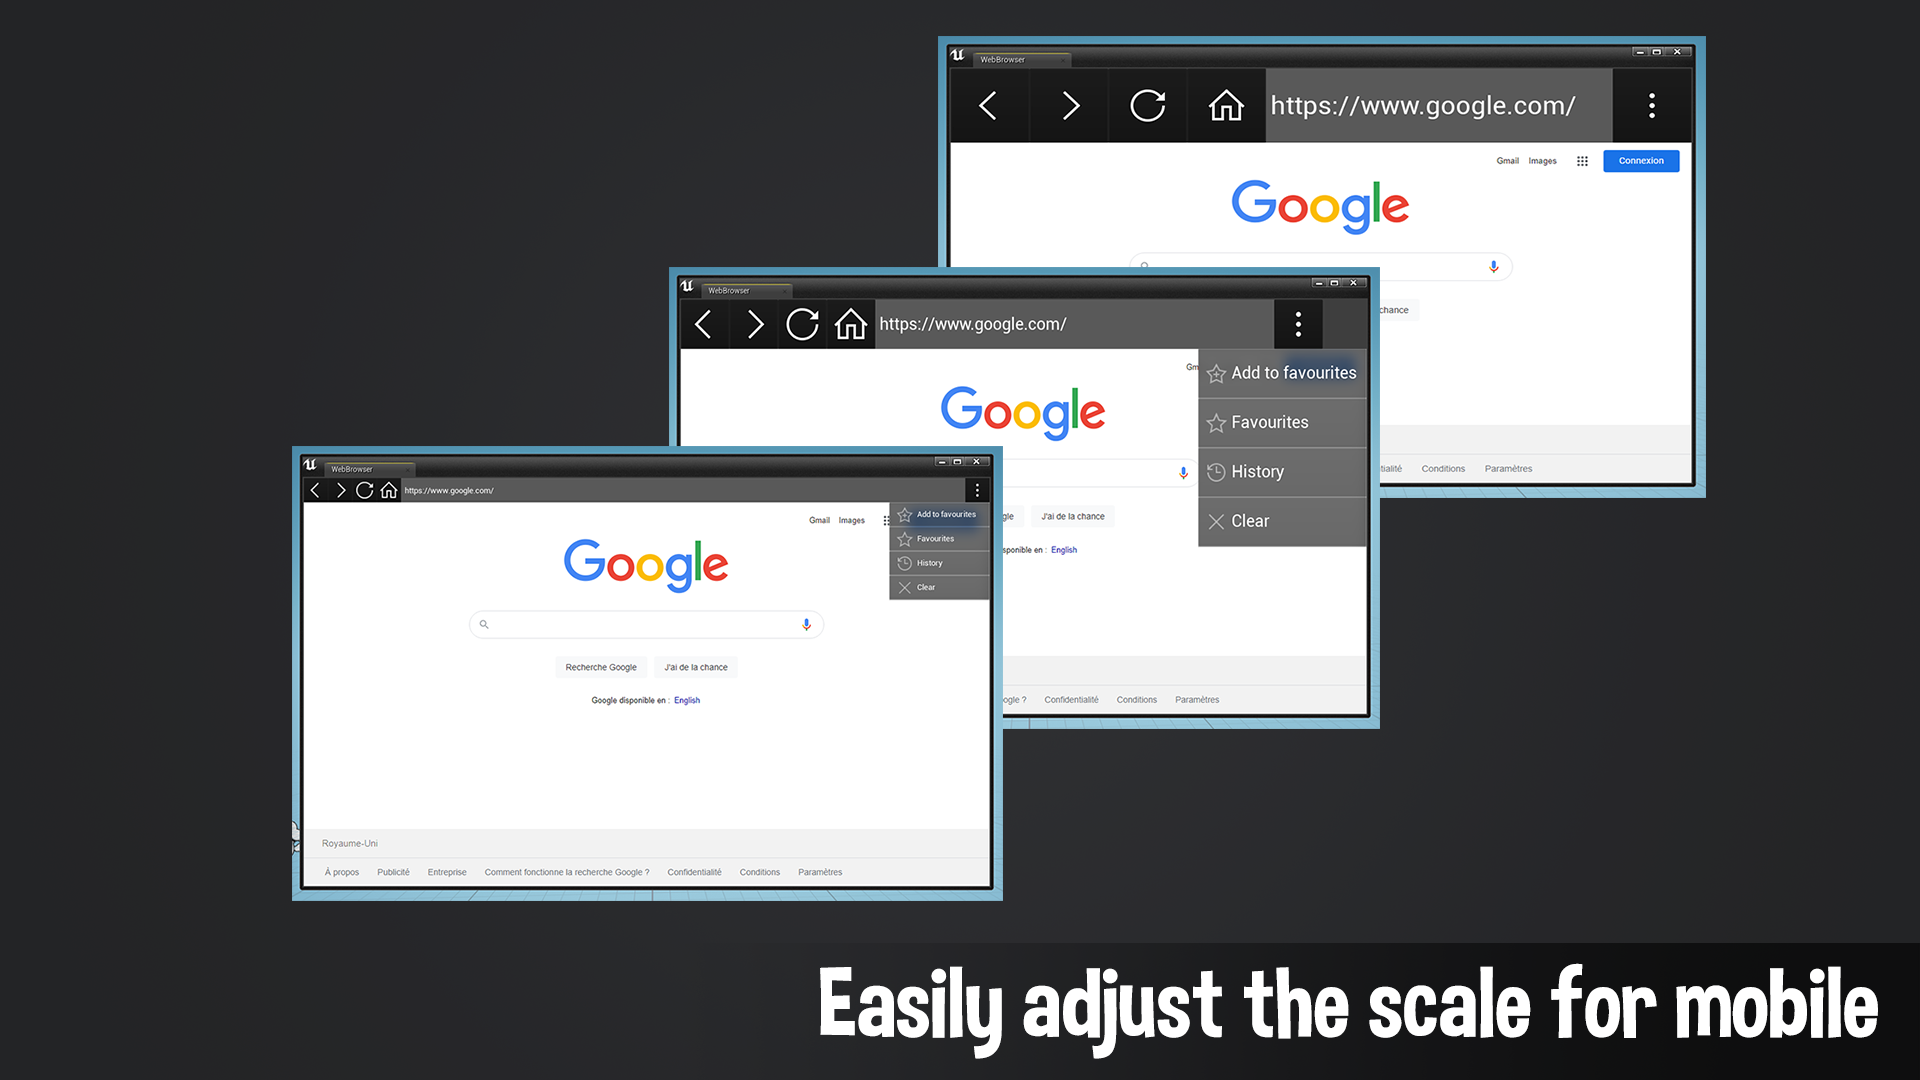 WebBrowser
https://www.google.com/
Gmail Images
Connexion
Google
chance
tialité Conditions Paramètres
WebBrowser
https://www.google.com/
Gm
Add to favourites
Favourites
History
Clear
Google
gle
J'ai de la chance
sponible en : English
ogle ? Confidentialité Conditions Paramètres
WebBrowser
https://www.google.com/
Gmail Images
Add to favourites
Favourites
History
Clear
Google
Recherche Google
J'ai de la chance
Google disponible en : English
Royaume-Uni
À propos Publicité Entreprise Comment fonctionne la recherche Google ? Confidentialité Conditions Paramètres
Easily adjust the scale for mobile